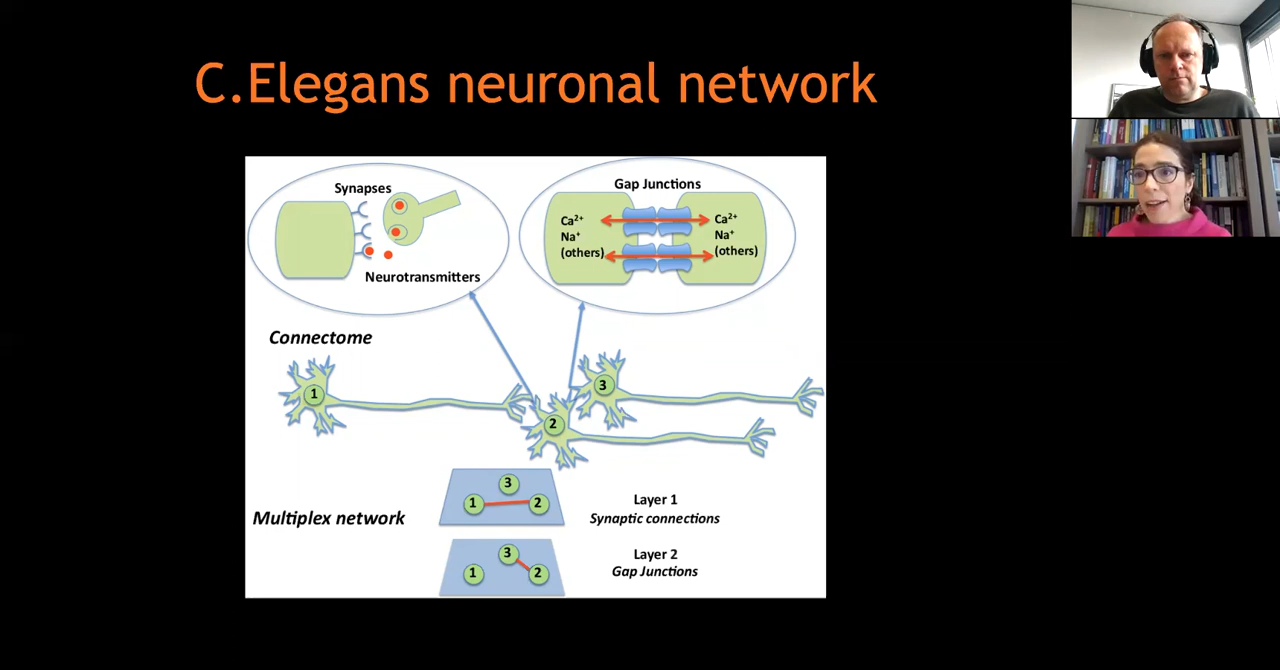 C.Elegans neuronal network
Synapses
Neurotransmitters
Gap Junctions
Ca²⁺
Na⁺
(others)
Ca²⁺
Na⁺
(others)
Connectome
1
2
3
Multiplex network
3
1 2
Layer 1
Synaptic connections
3
1 2
Layer 2
Gap Junctions